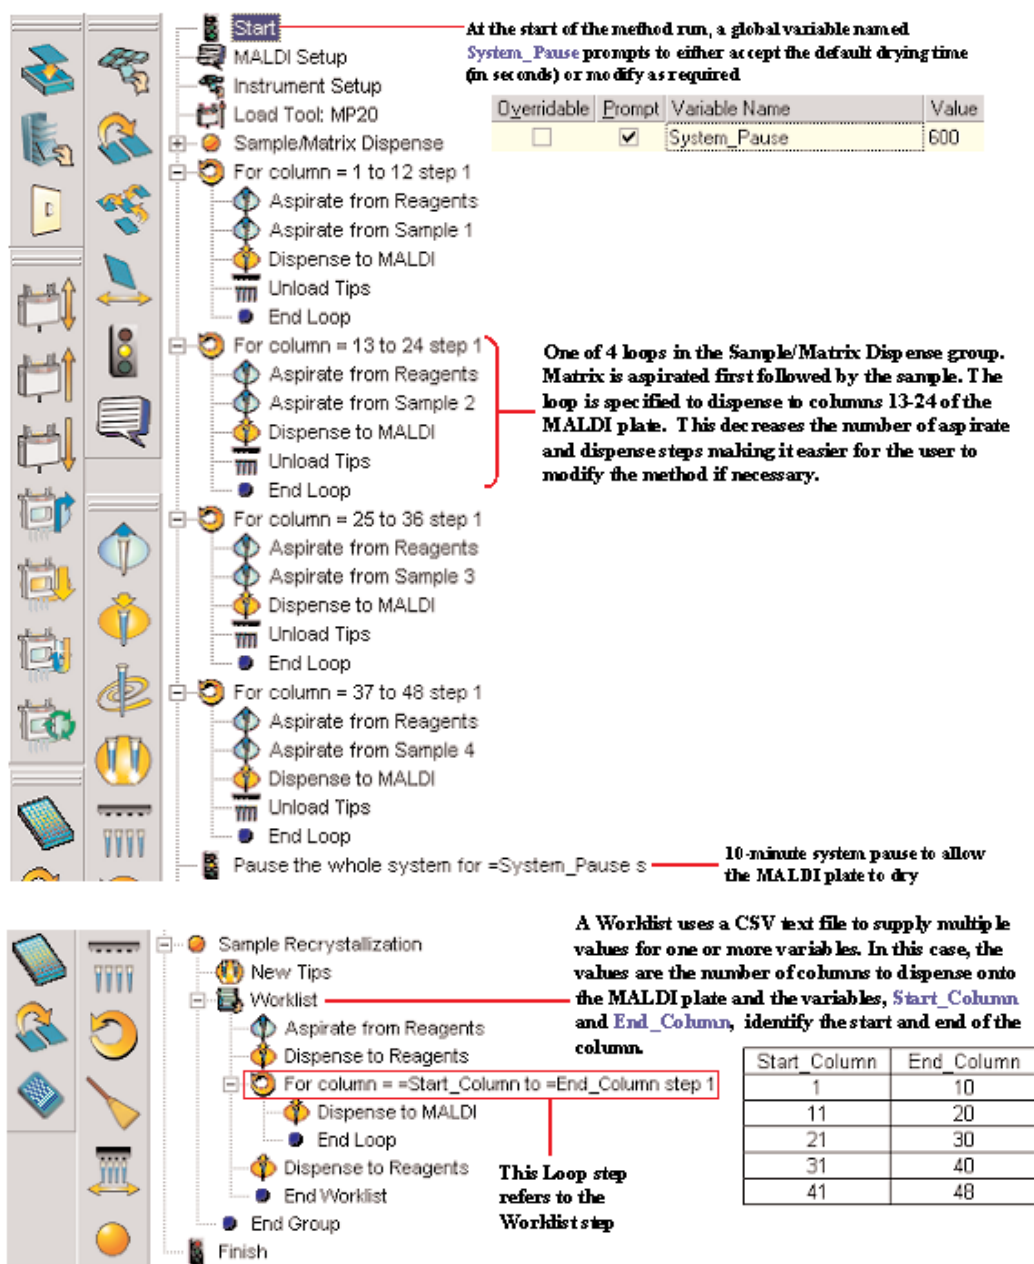 Start
At the start of the method run, a global variable named
System_Pause prompts to either accept the default drying time
(in seconds) or modify as required
MALDI Setup
Instrument Setup
Load Tool: MP20
Overridable Prompt Variable Name Value
System_Pause 600
Sample/Matrix Dispense
For column = 1 to 12 step 1
Aspirate from Reagents
Aspirate from Sample 1
Dispense to MALDI
Unload Tips
End Loop
For column = 13 to 24 step 1
Aspirate from Reagents
Aspirate from Sample 2
Dispense to MALDI
Unload Tips
End Loop
One of 4 loops in the Sample/Matrix Dispense group.
Matrix is aspirated first followed by the sample. The
loop is specified to dispense to columns 13-24 of the
MALDI plate. This decreases the number of aspirate
and dispense steps making it easier for the user to
modify the method if necessary.
For column = 25 to 36 step 1
Aspirate from Reagents
Aspirate from Sample 3
Dispense to MALDI
Unload Tips
End Loop
For column = 37 to 48 step 1
Aspirate from Reagents
Aspirate from Sample 4
Dispense to MALDI
Unload Tips
End Loop
Pause the whole system for =System_Pause s
10-minute system pause to allow
the MALDI plate to dry
Sample Recrystallization
New Tips
Worklist
Aspirate from Reagents
Dispense to Reagents
For column = =Start_Column to =End_Column step 1
Dispense to MALDI
End Loop
Dispense to Reagents
End Worklist
End Group
Finish
A Worklist uses a CSV text file to supply multiple
values for one or more variables. In this case, the
values are the number of columns to dispense onto
the MALDI plate and the variables, Start_Column
and End_Column, identify the start and end of the
column.
This Loop step
refers to the
Worklist step
Start_Column End_Column
1 10
11 20
21 30
31 40
41 48